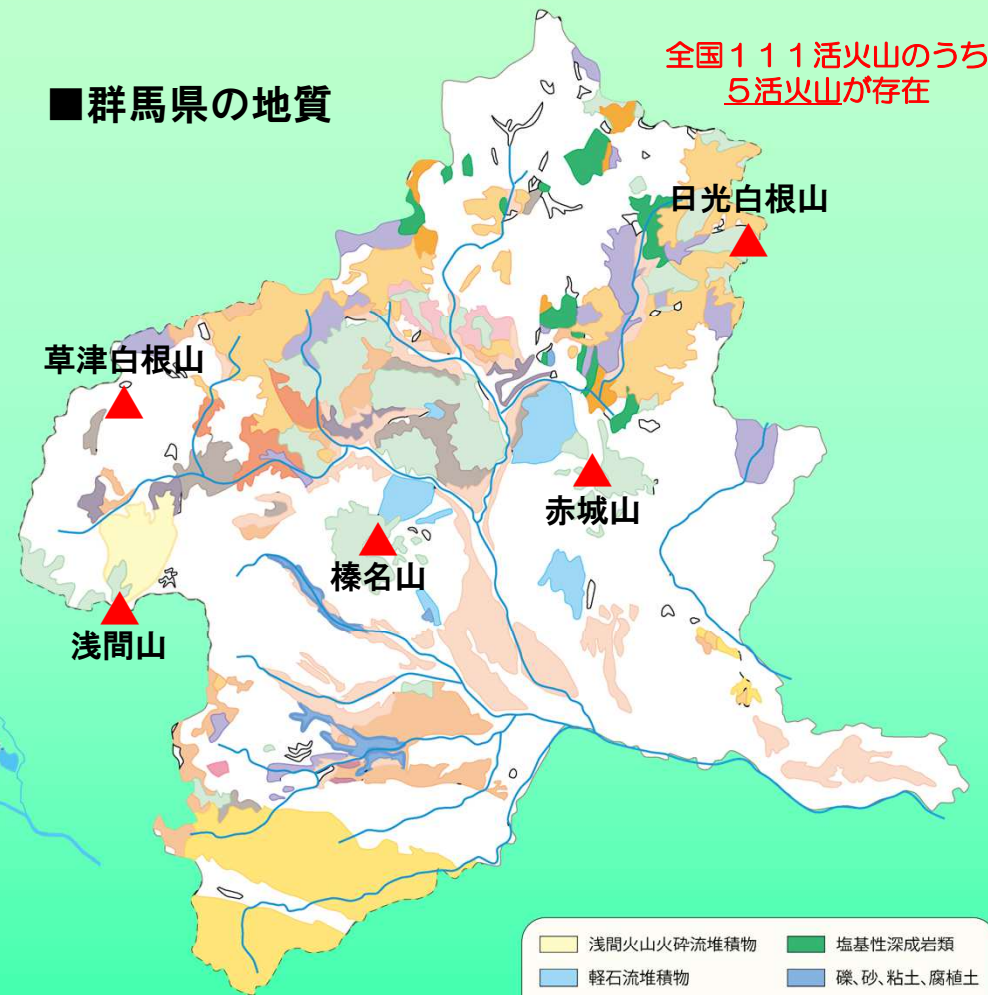 全国１１１活火山のうち
５活火山が存在
■群馬県の地質
日光白根山
草津白根山
赤城山
榛名山
浅間山
浅間火山火砕流堆積物
塩基性深成岩類
軽石流堆積物
礫、砂、粘土、腐植土